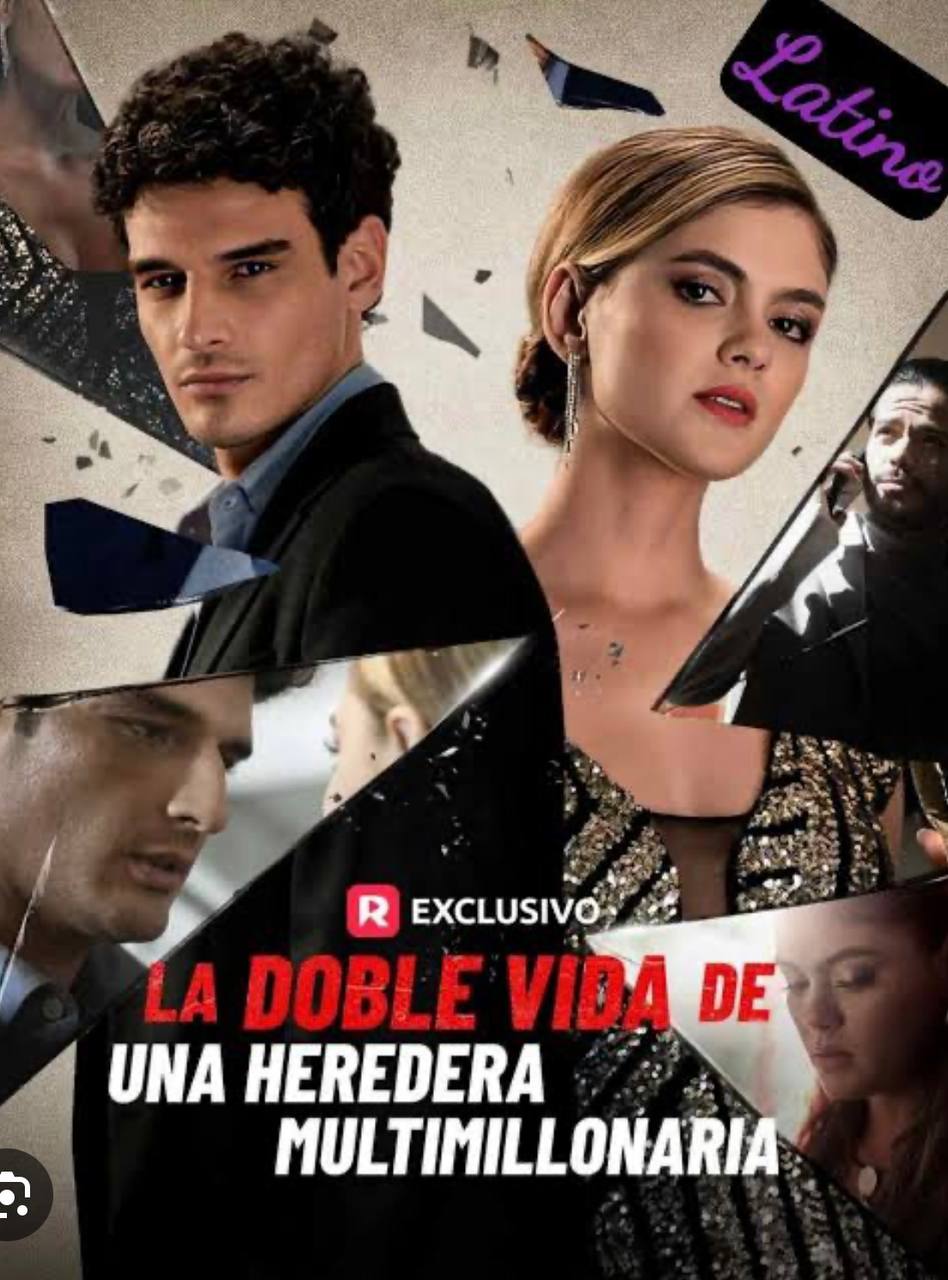 Latino
R EXCLUSIVO
LA DOBLE VIDA DE
UNA HEREDERA
MULTIMILLONARIA